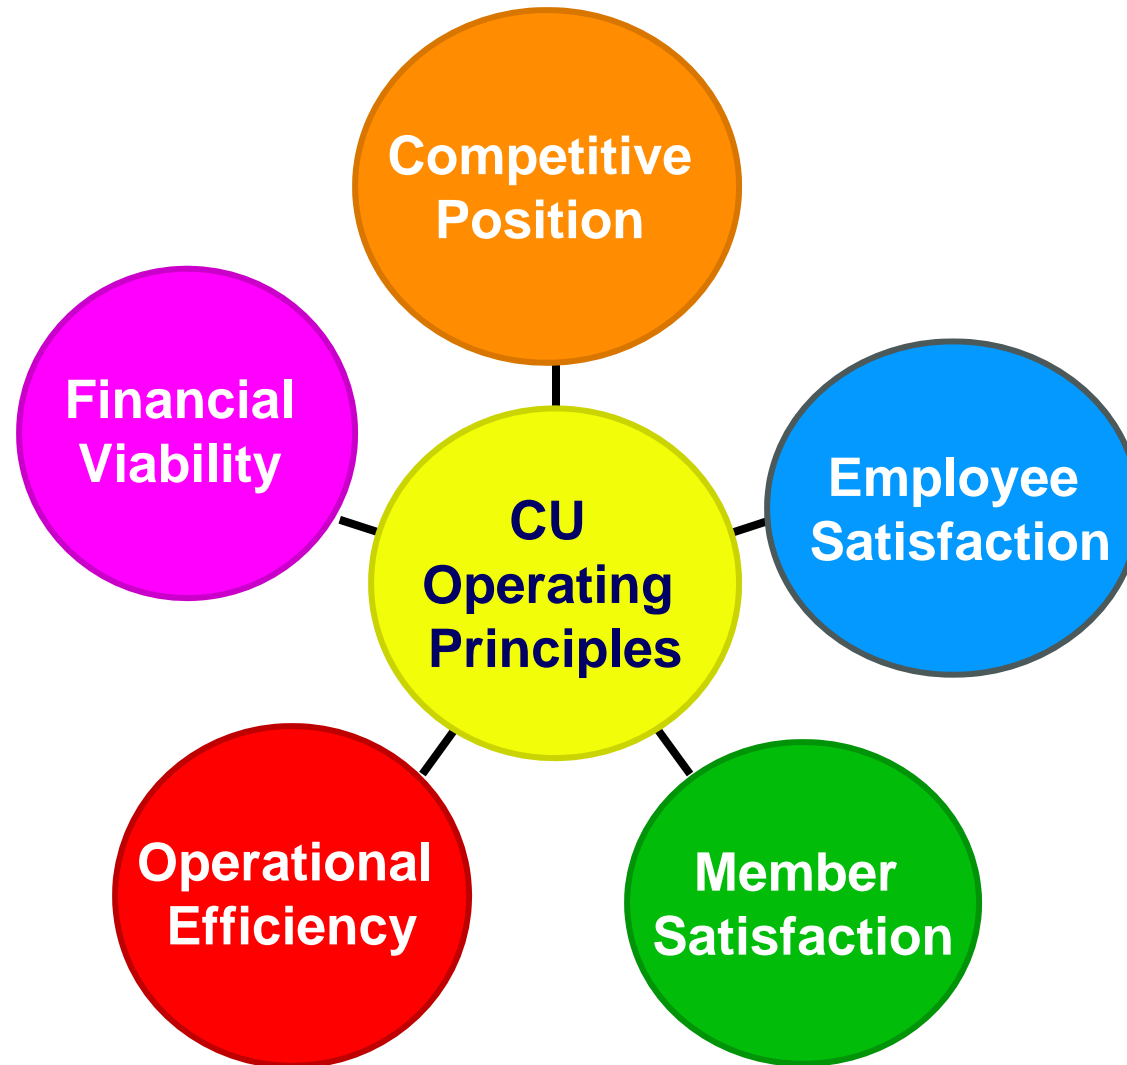 Competitive
Position
Financial
Viability
Employee
Satisfaction
CU
Operating
Principles
Operational
Efficiency
Member
Satisfaction